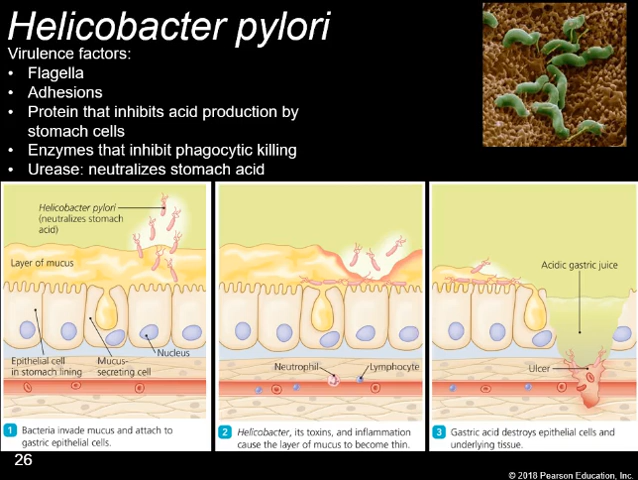 Helicobacter pylori
Virulence factors:
• Flagella
• Adhesions
• Protein that inhibits acid production by
stomach cells
• Enzymes that inhibit phagocytic killing
• Urease: neutralizes stomach acid
Helicobacter pylori
(neutralizes stomach
acid)
Layer of mucus
Epithelial cell
in stomach lining
Mucus-
secreting cell
Nucleus
1 Bacteria invade mucus and attach to
gastric epithelial cells.
Neutrophil
Lymphocyte
2 Helicobacter, its toxins, and inflammation
cause the layer of mucus to become thin.
Acidic gastric juice
Ulcer
3 Gastric acid destroys epithelial cells and
underlying tissue.
26
© 2018 Pearson Education, Inc.